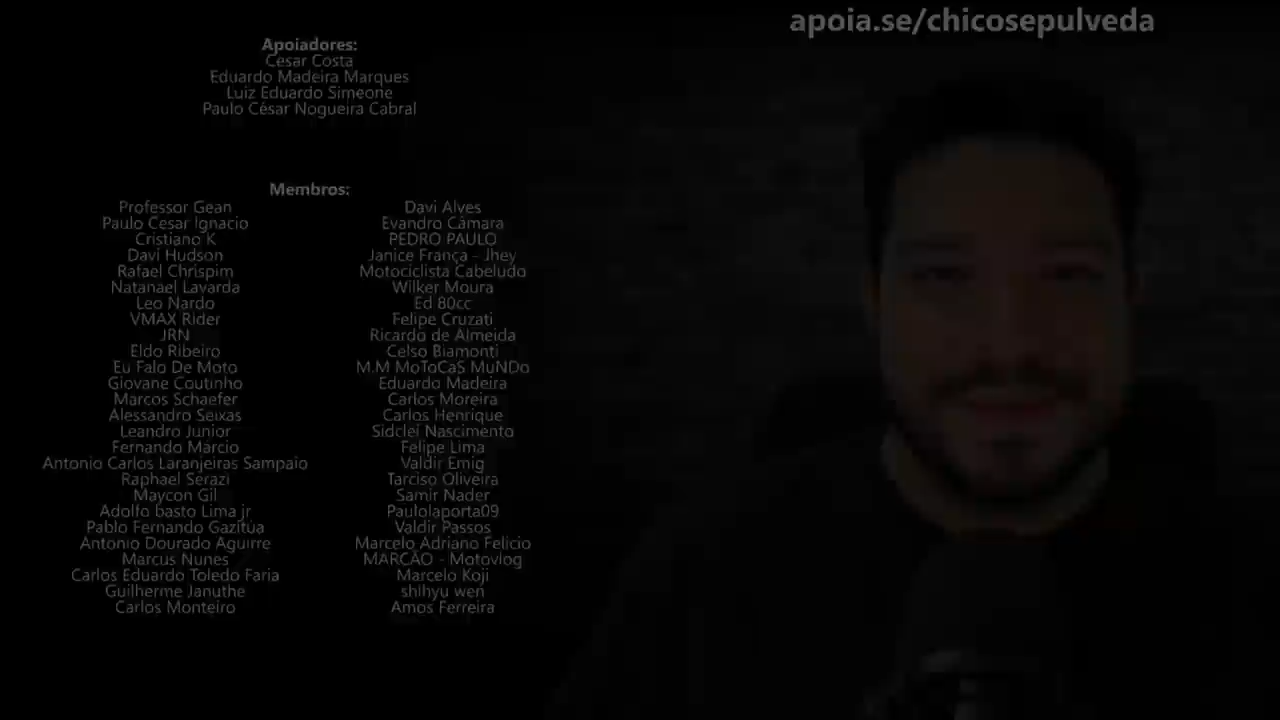 apoia.se/chicosepulveda
Apoiadores:
Cesar Costa
Eduardo Madeira Marques
Luiz Eduardo Simeone
Paulo César Nogueira Cabral
Membros:
Professor Gean
Paulo Cesar Ignacio
Cristiano K
Davi Hudson
Rafael Chrispim
Natanael Lavarda
Leo Nardo
VMAX Rider
JRN
Eldo Ribeiro
Eu Falo De Moto
Giovane Coutinho
Marcos Schaefer
Alessandro Seixas
Leandro Junior
Fernando Márcio
Antonio Carlos Laranjeiras Sampaio
Raphael Serazi
Maycon Gil
Adolfo basto Lima jr
Pablo Fernando Gazitúa
Antonio Dourado Aguirre
Marcus Nunes
Carlos Eduardo Toledo Faria
Guilherme Januthe
Carlos Monteiro
Davi Alves
Evandro Câmara
PEDRO PAULO
Janice França - Jhey
Motociclista Cabeludo
Wilker Moura
Ed 80cc
Felipe Cruzati
Ricardo de Almeida
Celso Biamonti
M.M MoToCaS MuNDo
Eduardo Madeira
Carlos Moreira
Carlos Henrique
Sidclei Nascimento
Felipe Lima
Valdir Emig
Tarciso Oliveira
Samir Nader
Paulolaporta09
Valdir Passos
Marcelo Adriano Felicio
MARCÃO - Motovlog
Marcelo Koji
shihyu wen
Amos Ferreira